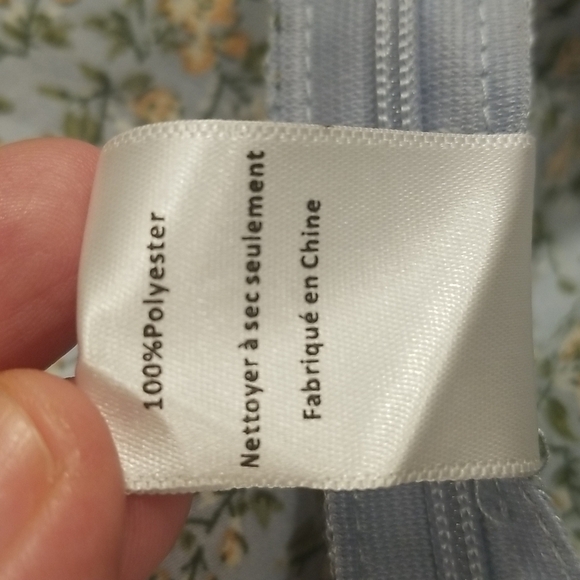 100%Polyester
Nettoyer à sec seulement
Fabriqué en Chine